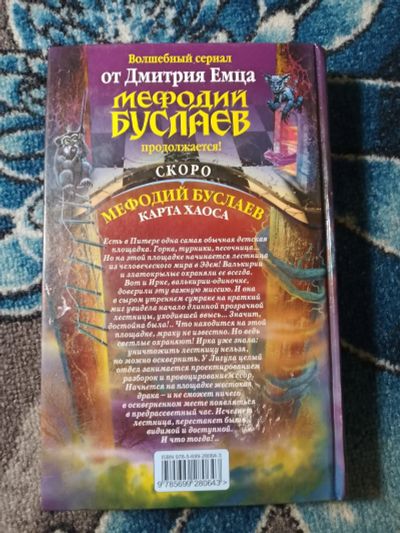 Волшебный сериал
от Дмитрия Емца
МЕФОДИЙ
БУСЛАЕВ
продолжается!
СКОРО
МЕФОДИЙ БУСЛАЕВ
КАРТА ХАОСА
Есть в Питере одна самая обычная детская
площадка. Горка, турники, песочница...
Но на этой площадке начинается лестница
из человеческого мира в Эдем! Валькирии
и златокрылые охраняли ее всегда.
Вот и Ирке, валькирии-одиночке,
доверили эту важную миссию. И она
в сыром утреннем сумраке на краткий
миг увидела начало длинной прозрачной
лестницы, уходившей ввысь... Значит,
достойна была!.. Что находится на этой
площадке, мраку не известно. Но ведь
светлые охраняют! Ирка уже знала:
уничтожить лестницу нельзя,
но можно осквернить. У Лигула целый
отдел занимается проектированием
разборок и провоцированием ссор.
Начнется на площадке жестокая
драка – и не сможет ничего
в оскверненном месте появляться
в предрассветный час. Исчезнет
лестница, перестанет быть
видимой и доступной...
И что тогда?..
ISBN 978-5-699-28064-3
9 785699 280643 >